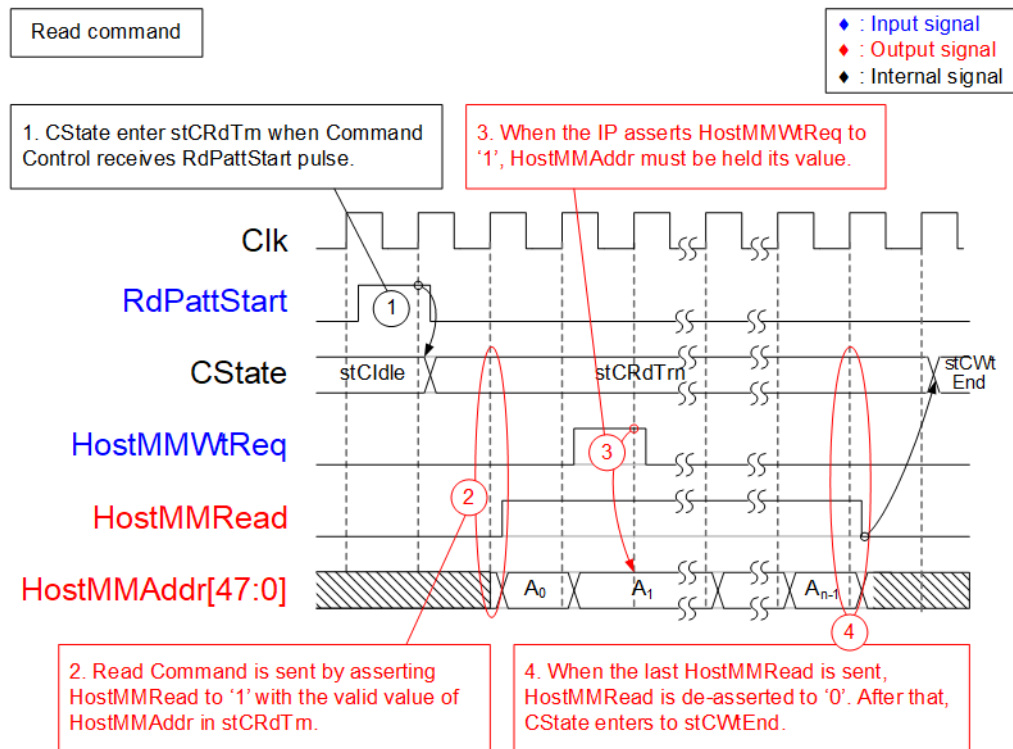 Read command
♦ : Input signal
♦ : Output signal
♦ : Internal signal
1. CState enter stCRdTrn when Command
Control receives RdPattStart pulse.
3. When the IP asserts HostMMWtReq to
‘1’, HostMMAddr must be held its value.
Clk
RdPattStart
1
CState
stCIdle
stCRdTrn
stCWt
End
HostMMWtReq
3
2
HostMMRead
HostMMAddr[47:0]
A0
A1
An-1
4
2. Read Command is sent by asserting
HostMMRead to ‘1’ with the valid value of
HostMMAddr in stCRdTrn.
4. When the last HostMMRead is sent,
HostMMRead is de-asserted to ‘0’. After that,
CState enters to stCWtEnd.